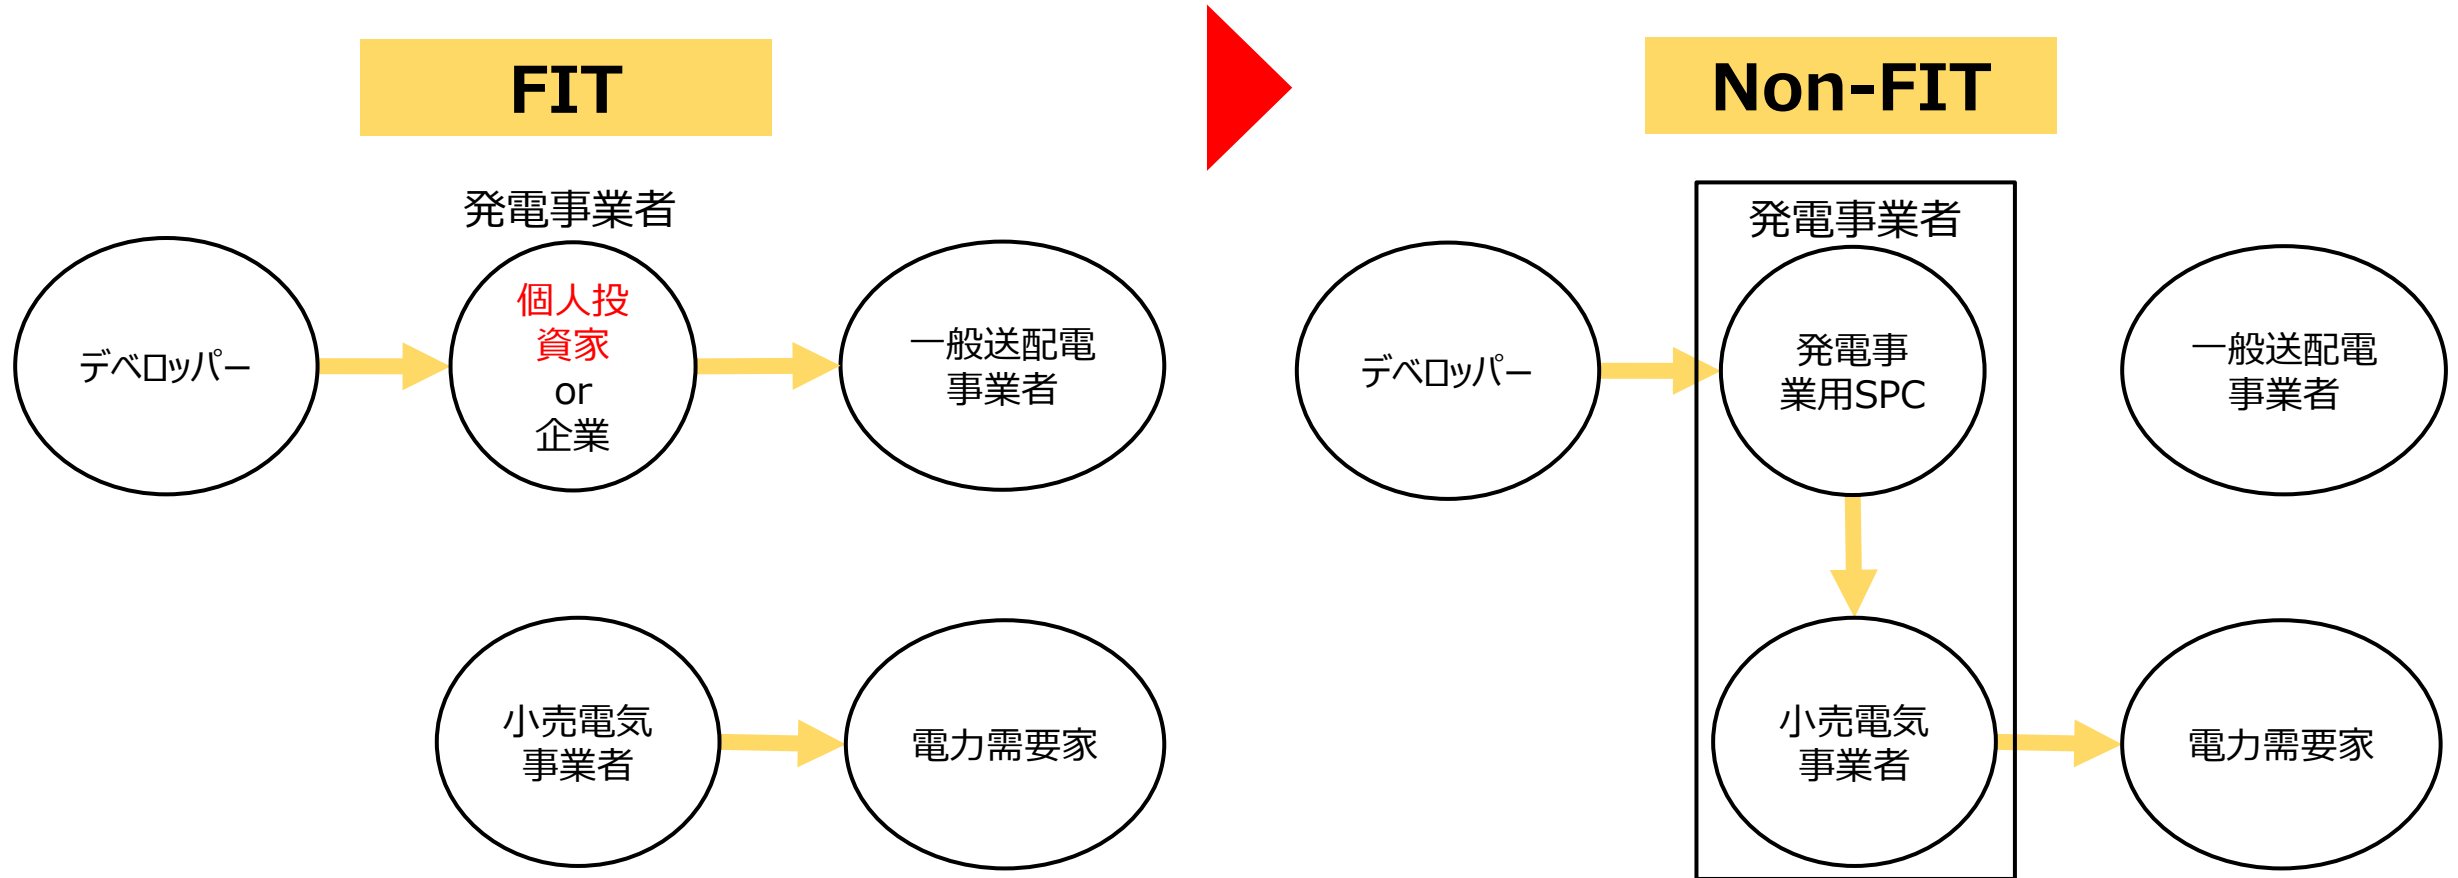 FIT
発電事業者
デベロッパー
個人投
資家
or
企業
一般送配電
事業者
小売電気
事業者
電力需要家
Non-FIT
発電事業者
デベロッパー
発電事
業用SPC
一般送配電
事業者
小売電気
事業者
電力需要家